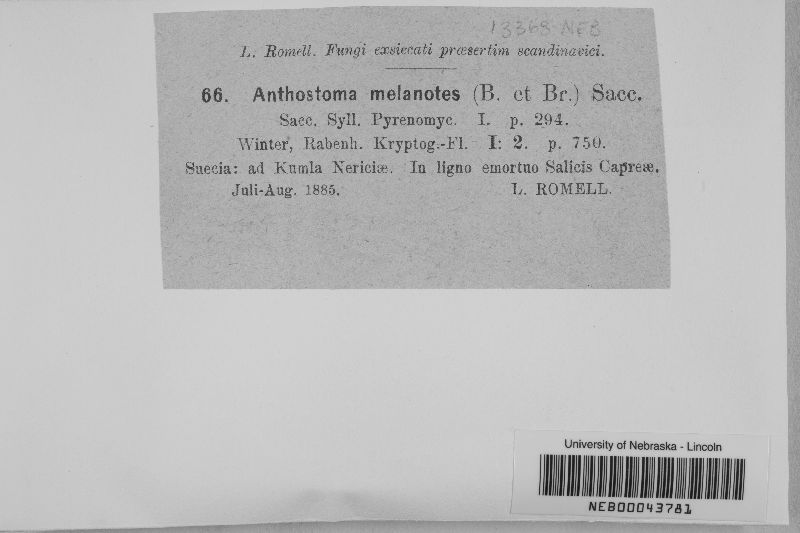 13368 NEB
L. Romell. Fungi exsiccati præsertim scandinavici.
66. Anthostoma melanotes (B. et Br.) Sacc.
Sacc. Syll. Pyrenomyc. I. p. 294.
Winter, Rabenh. Kryptog.-Fl. I: 2. p. 750.
Suecia: ad Kumla Nericiæ. In ligno emortuo Salicis Capreæ.
Juli-Aug. 1885. L. ROMELL.
University of Nebraska - Lincoln
NEB00043781